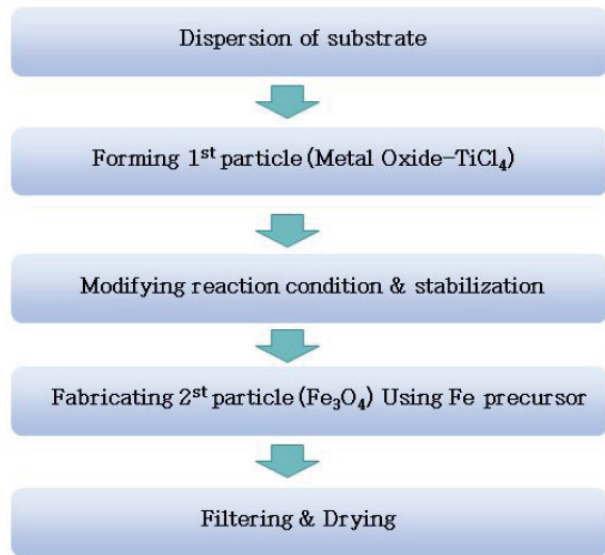 Dispersion of substrate
Forming 1st particle (Metal Oxide-TiCl4)
Modifying reaction condition & stabilization
Fabricating 2st particle (Fe3O4) Using Fe precursor
Filtering & Drying